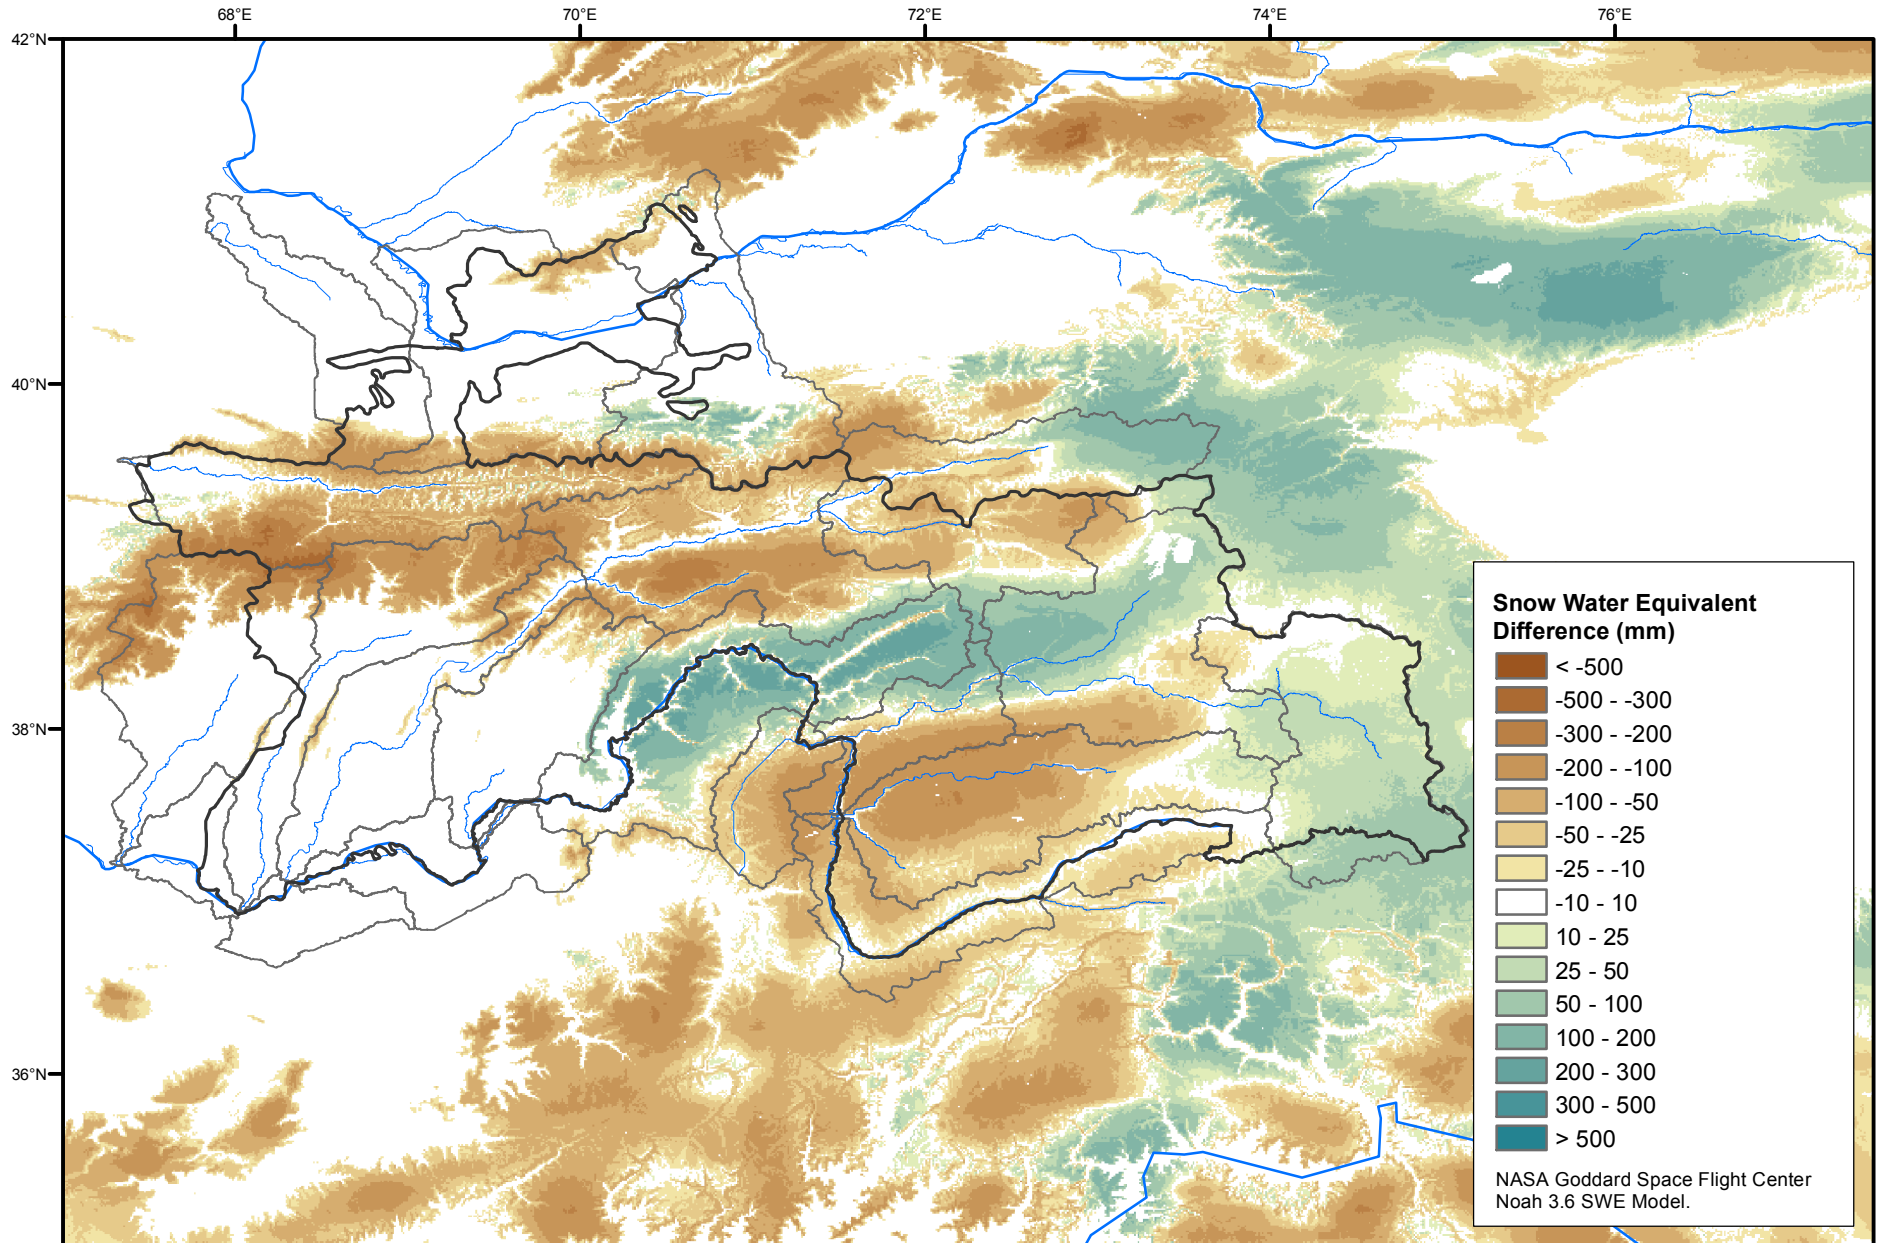 68°E
70°E
72°E
74°E
76°E
42°N
40°N
38°N
36°N
Snow Water Equivalent
Difference (mm)
< -500
-500 - -300
-300 - -200
-200 - -100
-100 - -50
-50 - -25
-25 - -10
-10 - 10
10 - 25
25 - 50
50 - 100
100 - 200
200 - 300
300 - 500
> 500
NASA Goddard Space Flight Center
Noah 3.6 SWE Model.